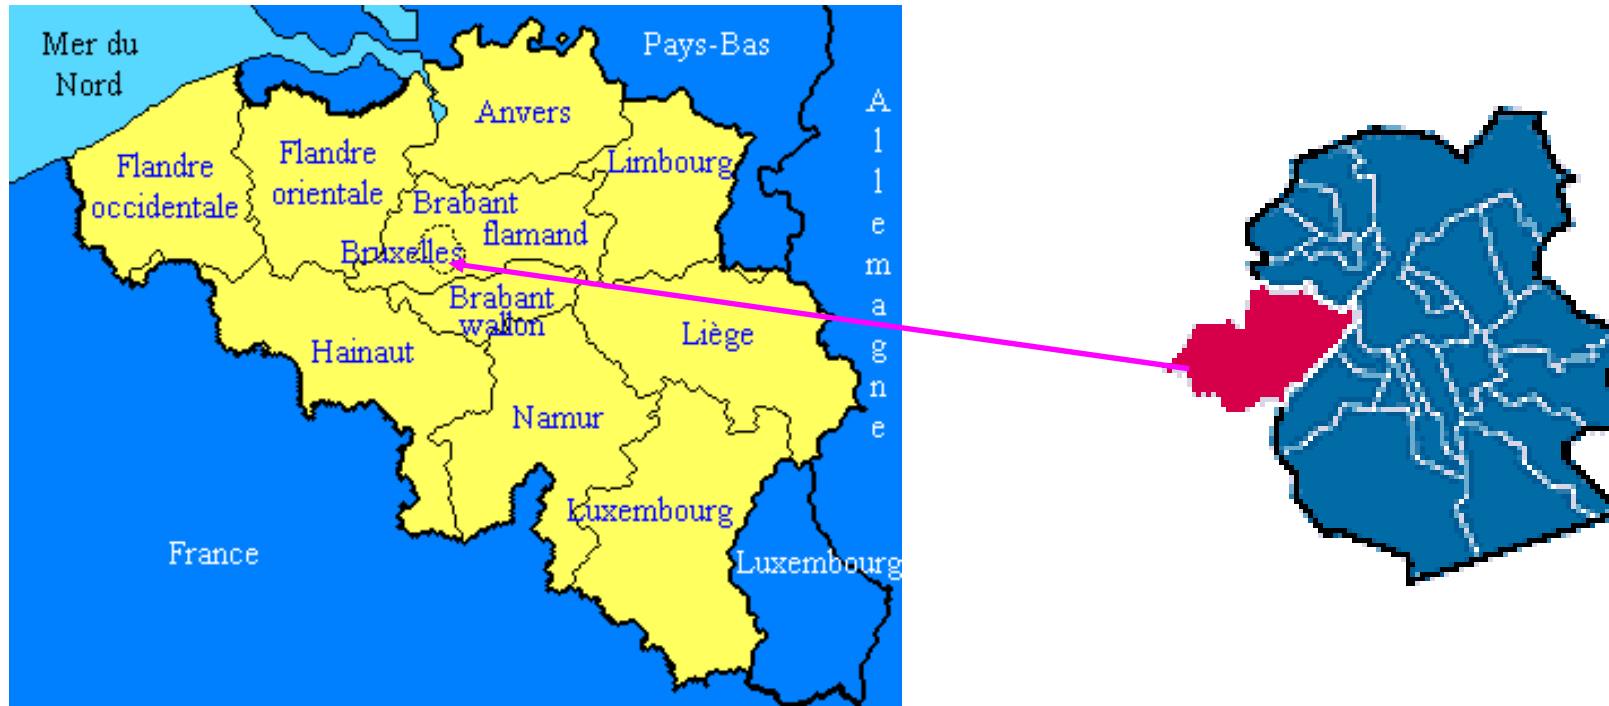 Mer du
Nord
Pays-Bas
Allemagne
Anvers
Flandre
occidentale
Flandre
orientale
Limbourg
Brabant
flamand
Bruxelles
Brabant
wallon
Hainaut
Liège
Namur
Luxembourg
France
Luxembourg